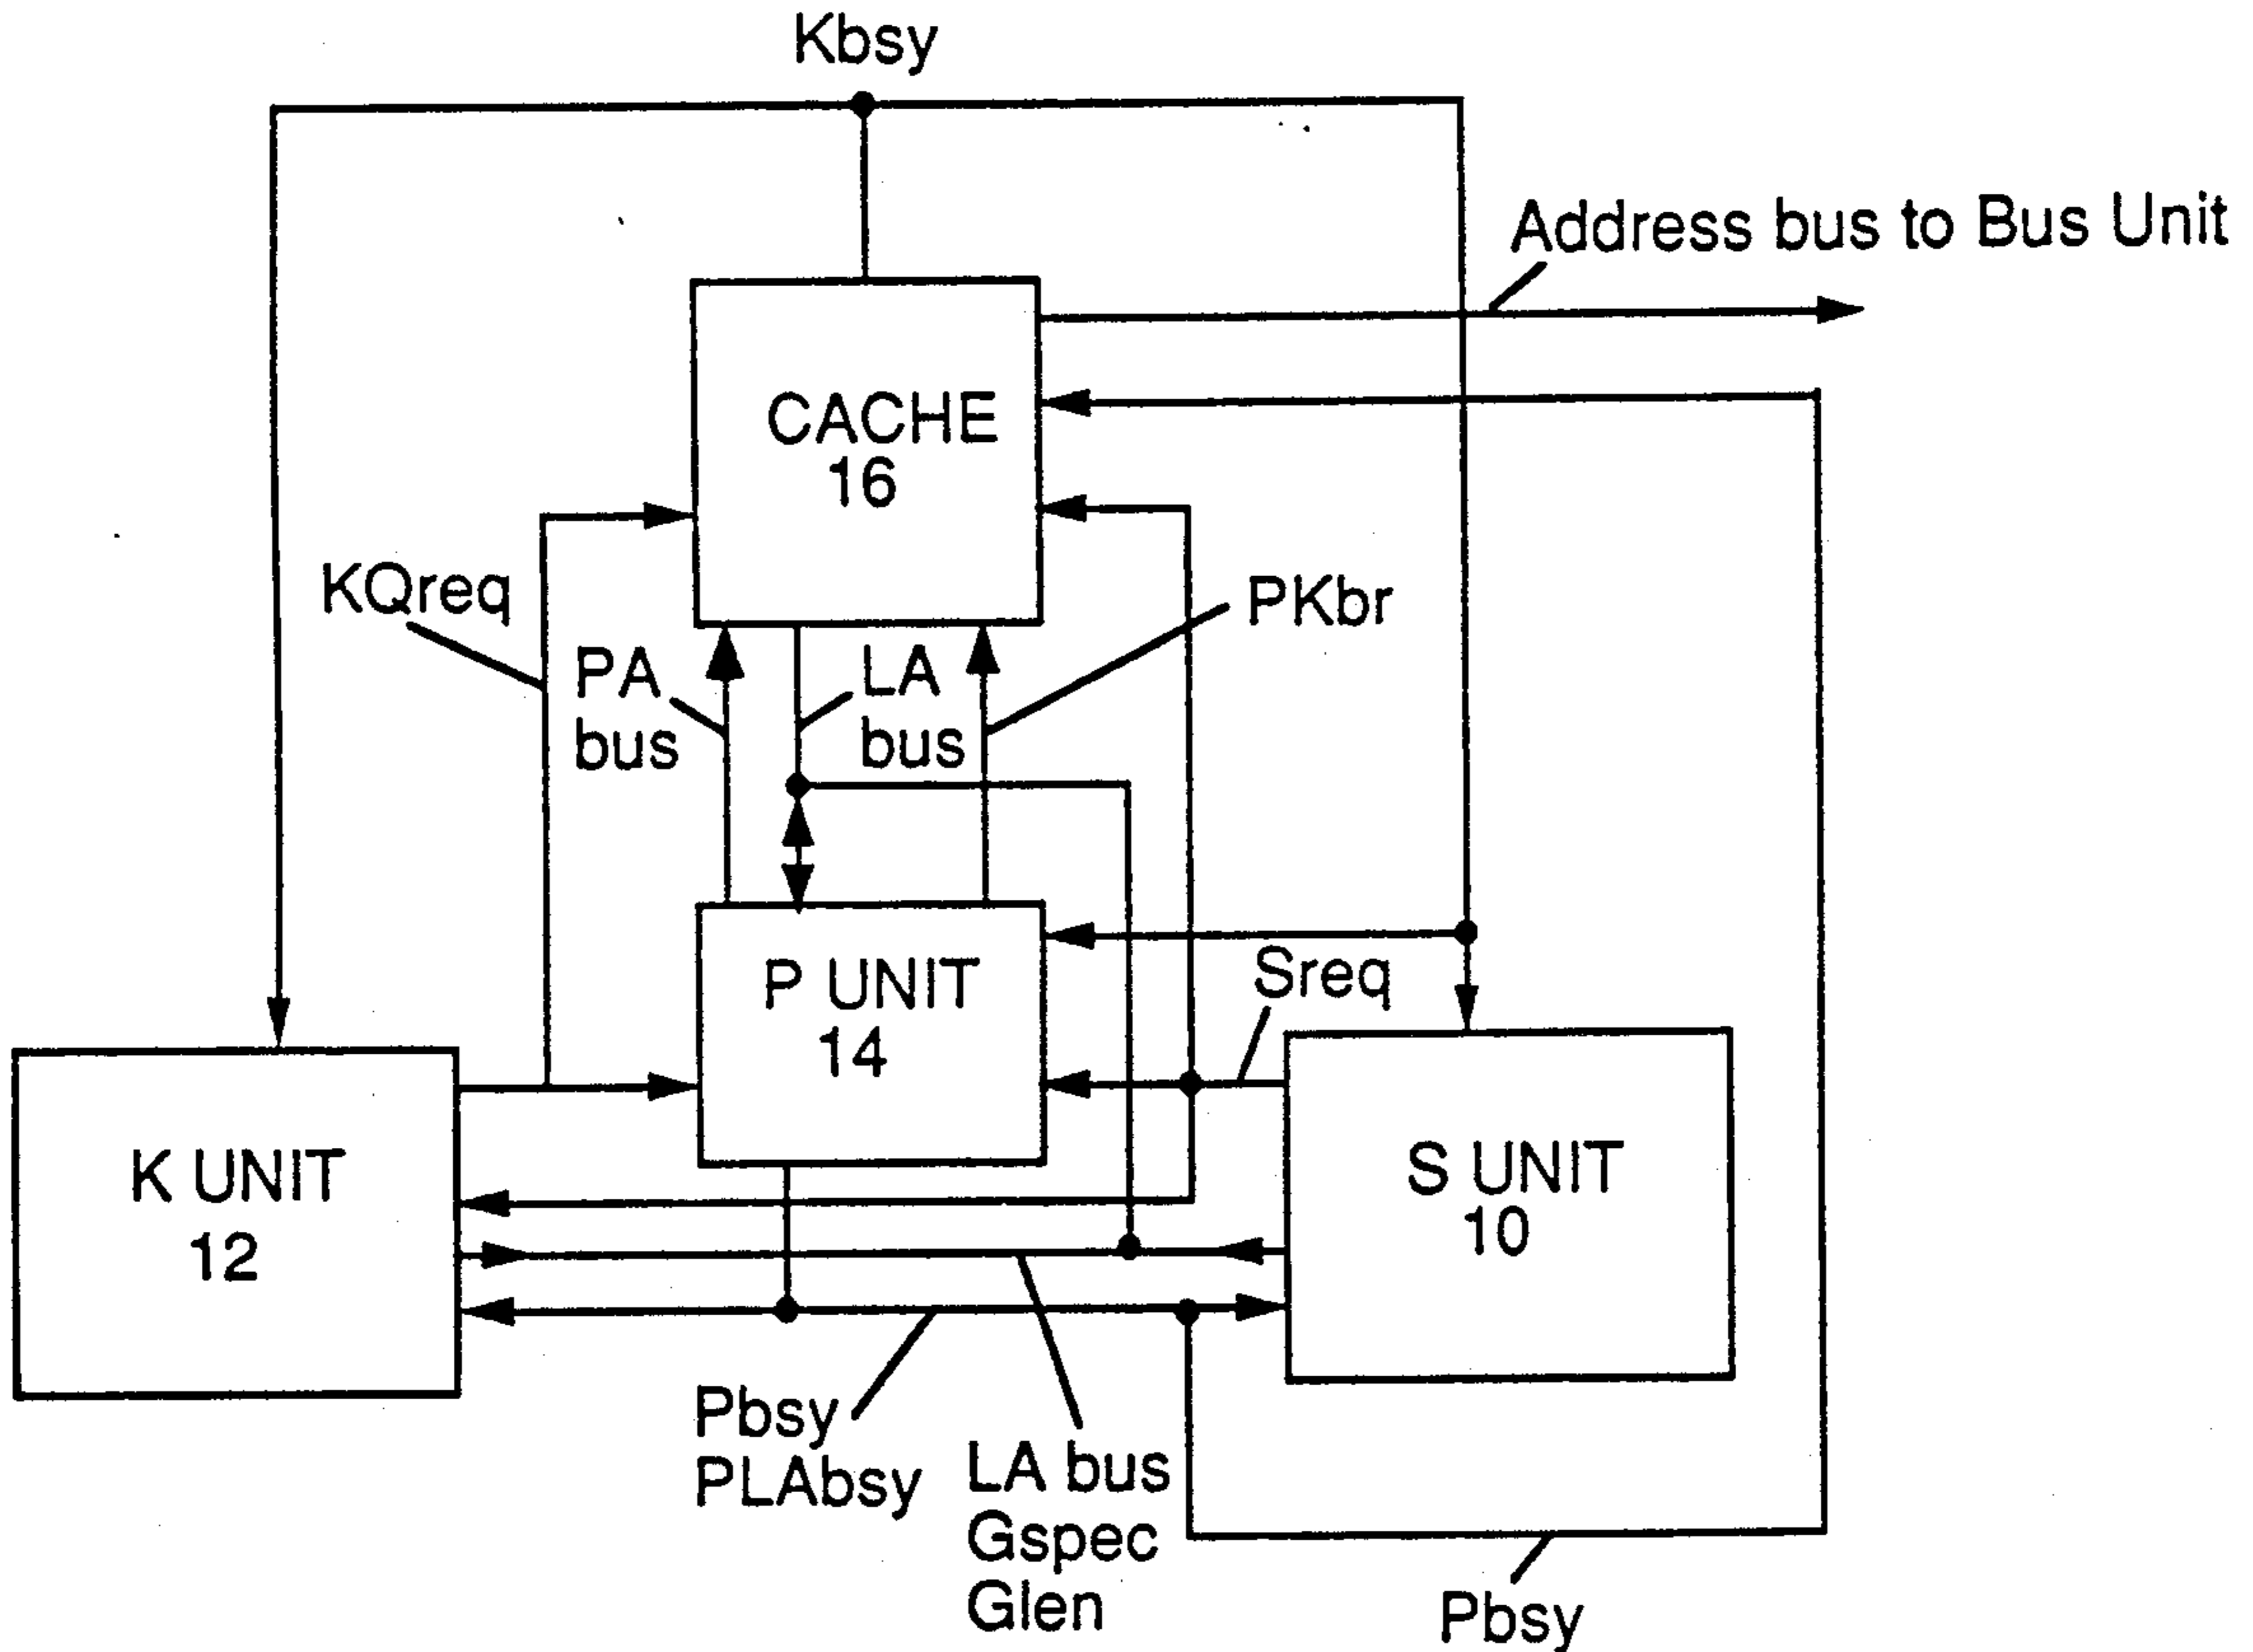 Kbsy
Address bus to Bus Unit
CACHE
16
KQreq
PKbr
PA
bus
LA
bus
P UNIT
14
Sreq
K UNIT
12
S UNIT
10
Pbsy
PLAbsy
LA bus
Gspec
Glen
Pbsy